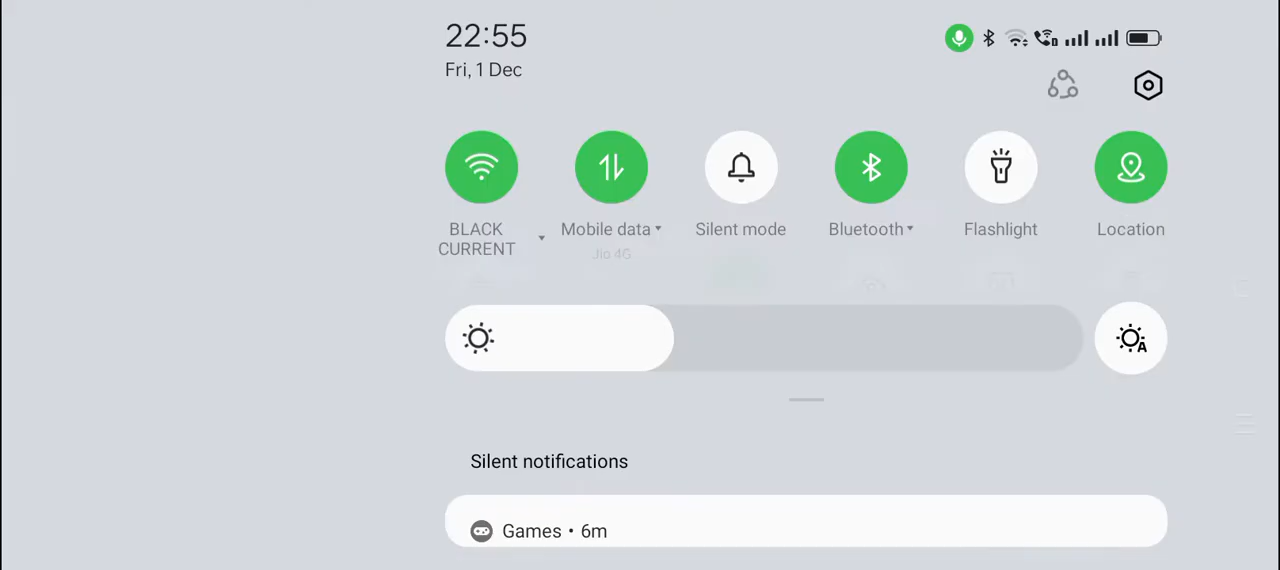 22:55
Fri, 1 Dec
BLACK CURRENT
Mobile data
Jio 4G
Silent mode
Bluetooth
Flashlight
Location
Silent notifications
Games • 6m